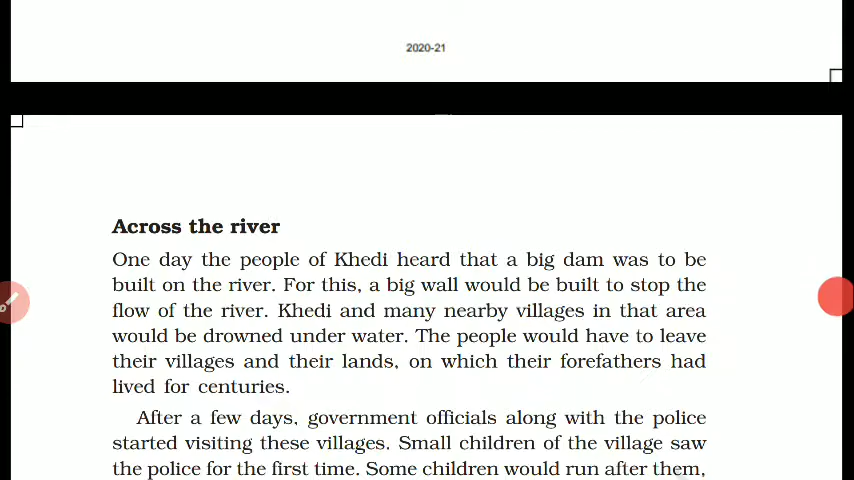 2020-21
Across the river
One day the people of Khedi heard that a big dam was to be
built on the river. For this, a big wall would be built to stop the
flow of the river. Khedi and many nearby villages in that area
would be drowned under water. The people would have to leave
their villages and their lands, on which their forefathers had
lived for centuries.
After a few days, government officials along with the police
started visiting these villages. Small children of the village saw
the police for the first time. Some children would run after them,